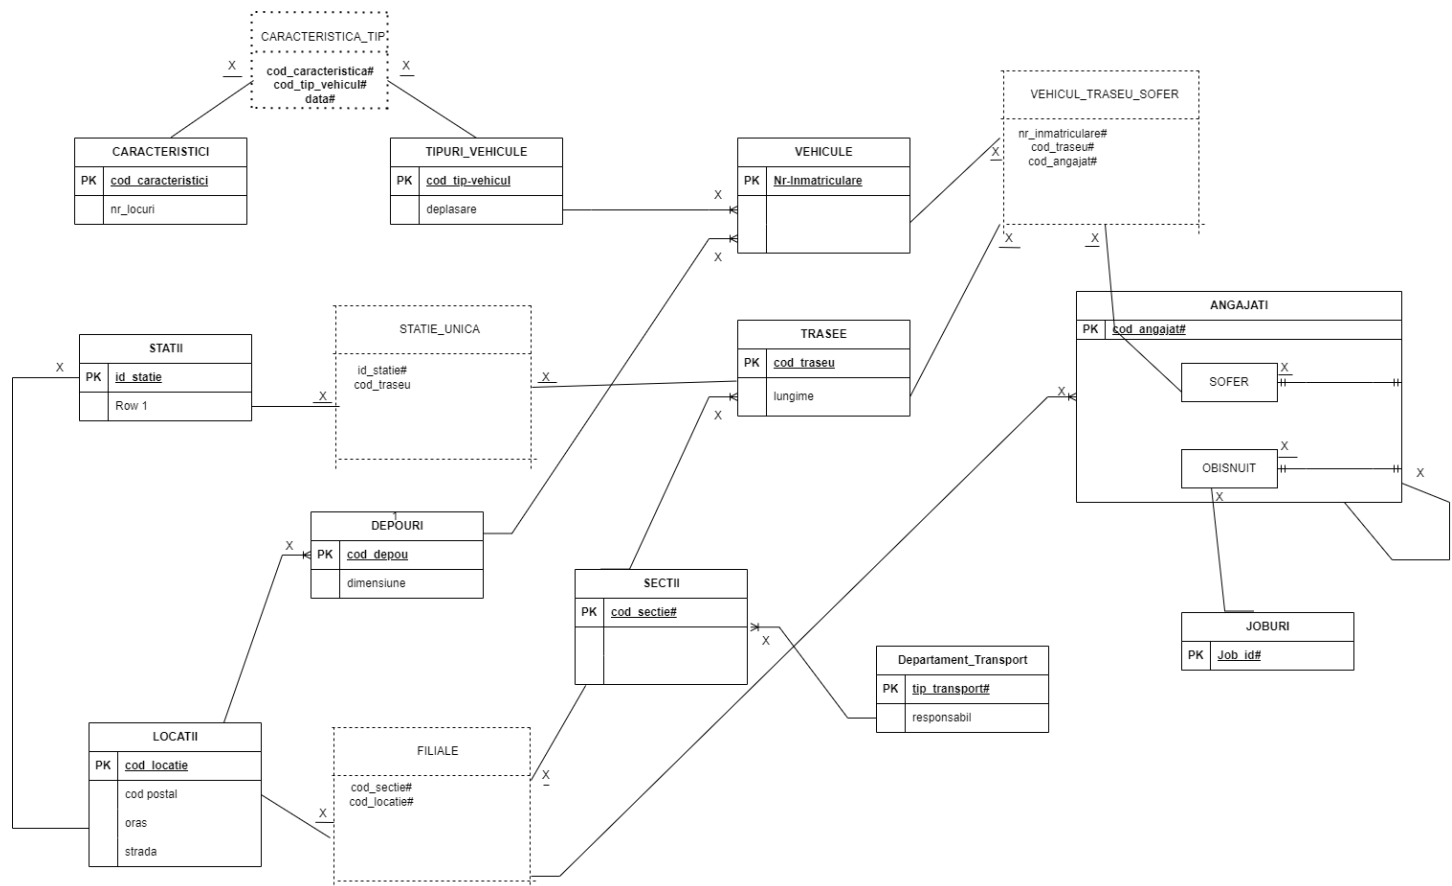 CARACTERISTICA_TIP
X
X
cod_caracteristica#
cod_tip_vehicul#
data#
CARACTERISTICI
PK cod_caracteristici
nr_locuri
TIPURI_VEHICULE
PK cod_tip-vehicul
deplasare
VEHICULE
PK Nr-Inmatriculare
X
X
VEHICUL_TRASEU_SOFER
nr_inmatriculare#
cod_traseu#
cod_angajat#
X
X
X
STATII
PK id_statie
Row 1
X
X
STATIE_UNICA
id_statie#
cod_traseu
X
TRASEE
PK cod_traseu
lungime
X
ANGAJATI
PK cod_angajat#
X
SOFER
X
OBISNUIT
X
X
X
JOBURI
PK Job_id#
1
DEPOURI
PK cod_depou
dimensiune
X
SECTII
PK cod_sectie#
X
Departament_Transport
PK tip_transport#
responsabil
LOCATII
PK cod_locatie
cod postal
oras
strada
X
FILIALE
cod_sectie#
cod_locatie#
X